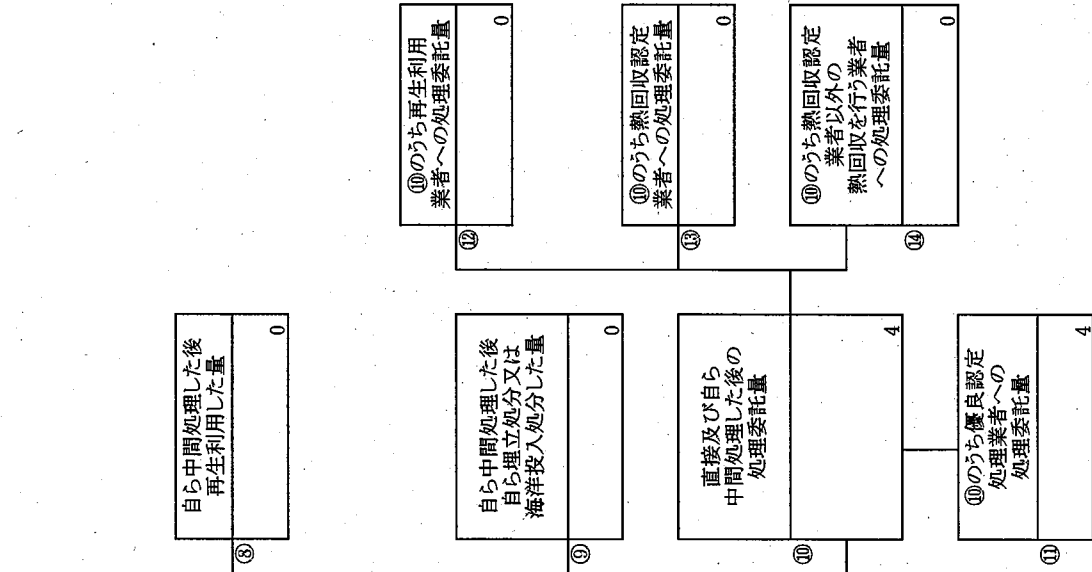 ⑧
自ら中間処理した後
再生利用した量
0
⑨
自ら中間処理した後
自ら埋立処分又は
海洋投入処分した量
0
⑩
直接及び自ら
中間処理した後の
処理委託量
4
⑪
⑩のうち優良認定
処理業者への
処理委託量
4
⑫
⑩のうち再生利用
業者への処理委託量
0
⑬
⑩のうち熱回収認定
業者への処理委託量
0
⑭
⑩のうち熱回収認定
業者以外の
熱回収を行う業者
への処理委託量
0